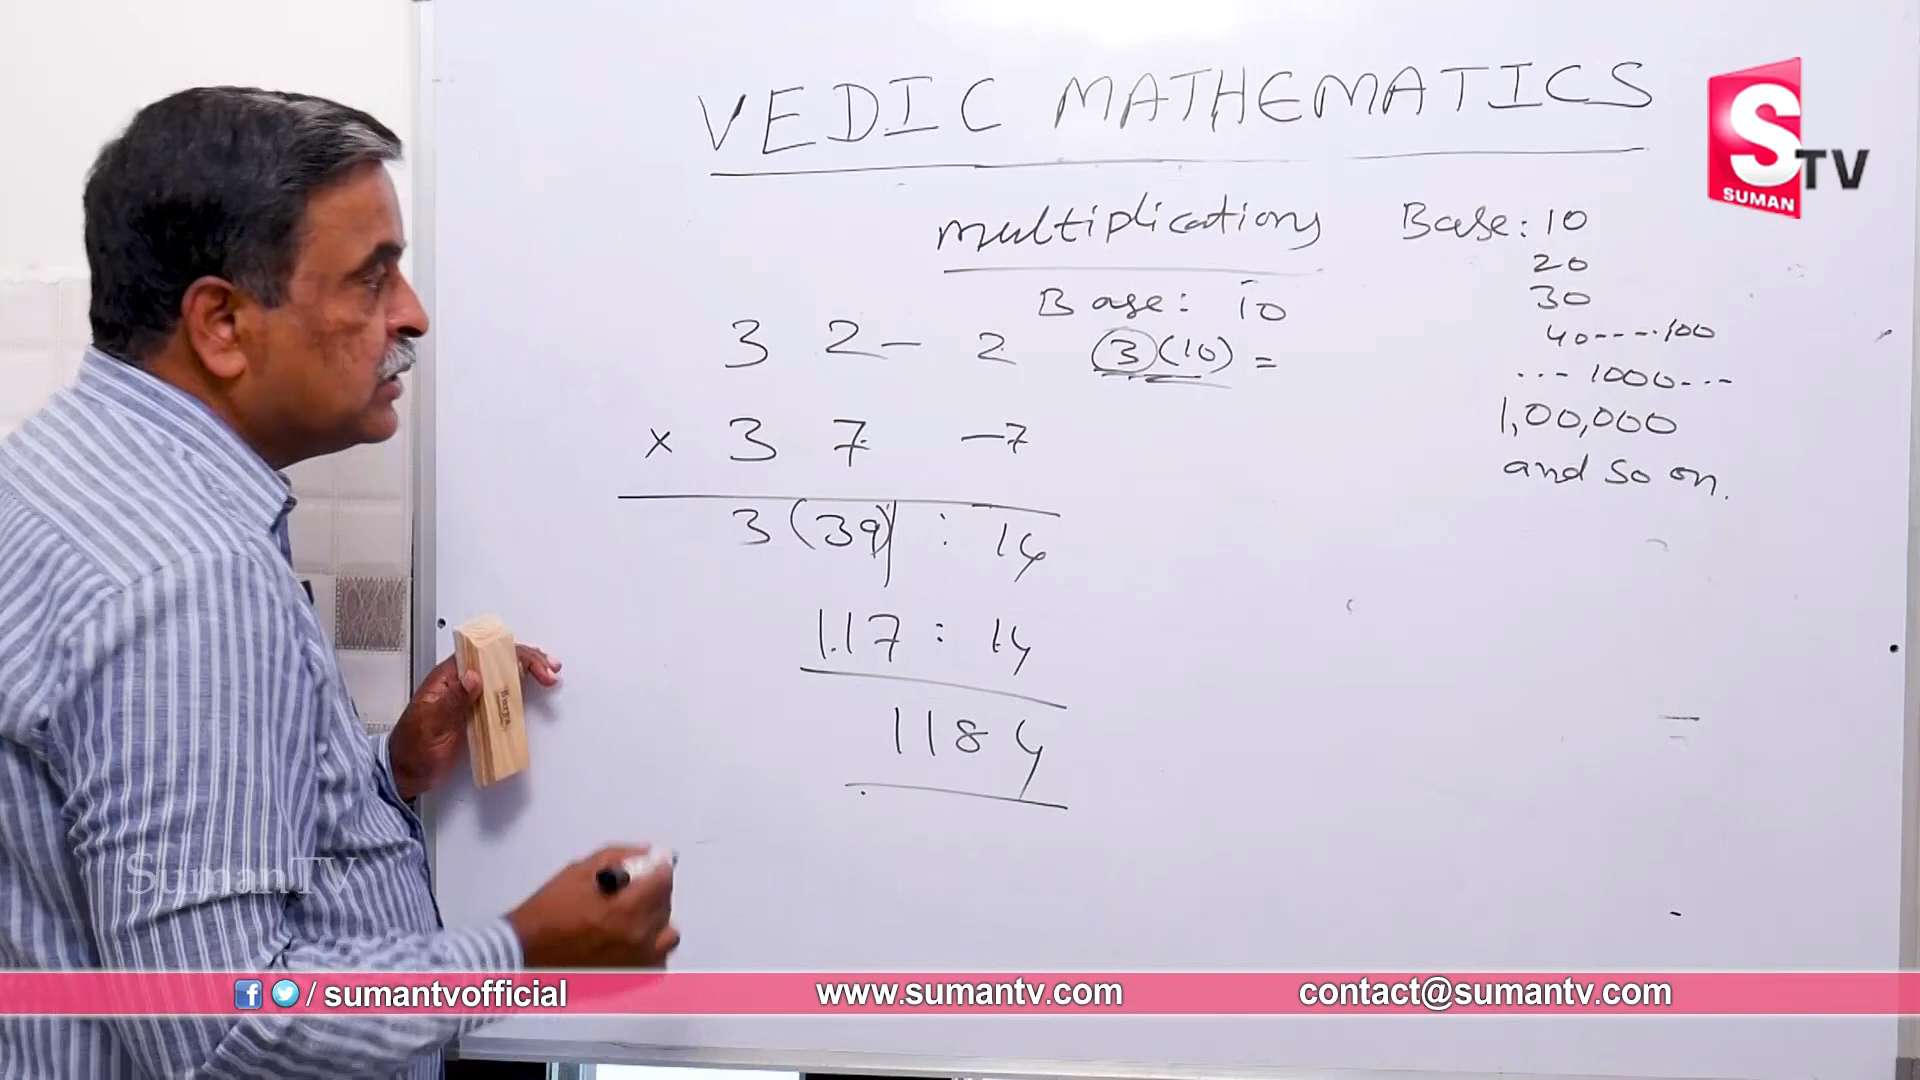 VEDIC MATHEMATICS
S TV
SUMAN
multiplications
Base: 10
20
30
40----100
--- 1000---
1,00,000
and so on.
Base: 10
3 2 - 2 (3)(10) =
x 3 7 - 7
3 (39) : 14
117 : 14
1184
Surya
SumanTV
/ sumantvofficial
www.sumantv.com
contact@sumantv.com